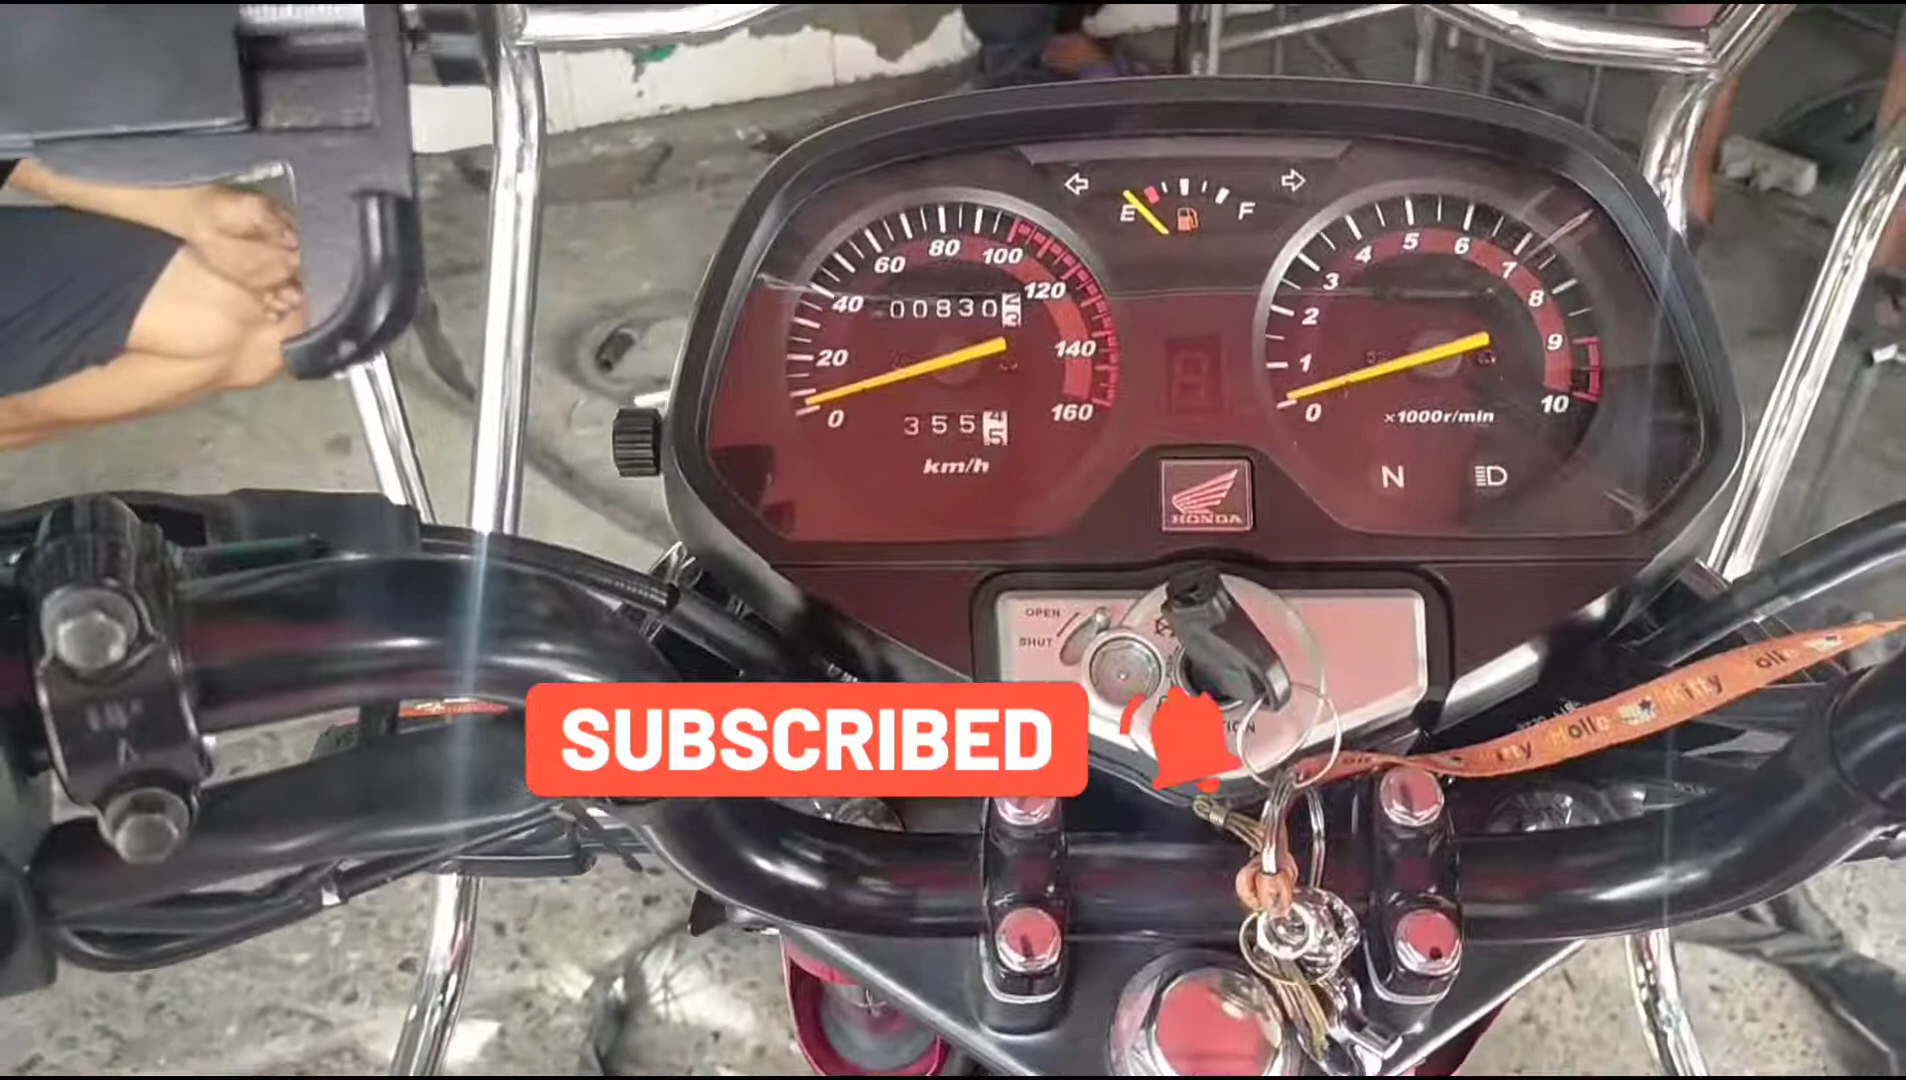 E F
0 20 40 60 80 100 120 140 160
00830
355
km/h
0 1 2 3 4 5 6 7 8 9 10
×1000r/min
N
HONDA
OPEN
SHUT
SUBSCRIBED